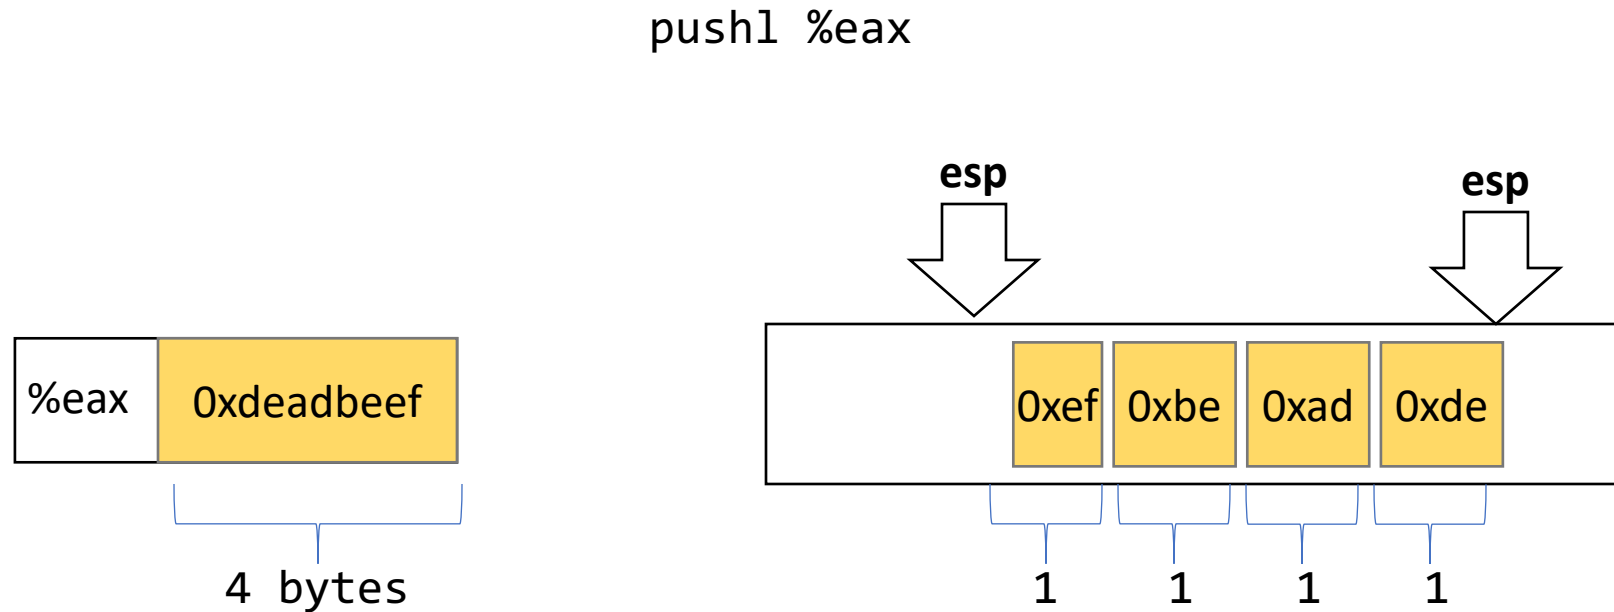 pushl %eax
esp esp
%eax 0xdeadbeef 0xef 0xbe 0xad 0xde
4 bytes 1 1 1 1